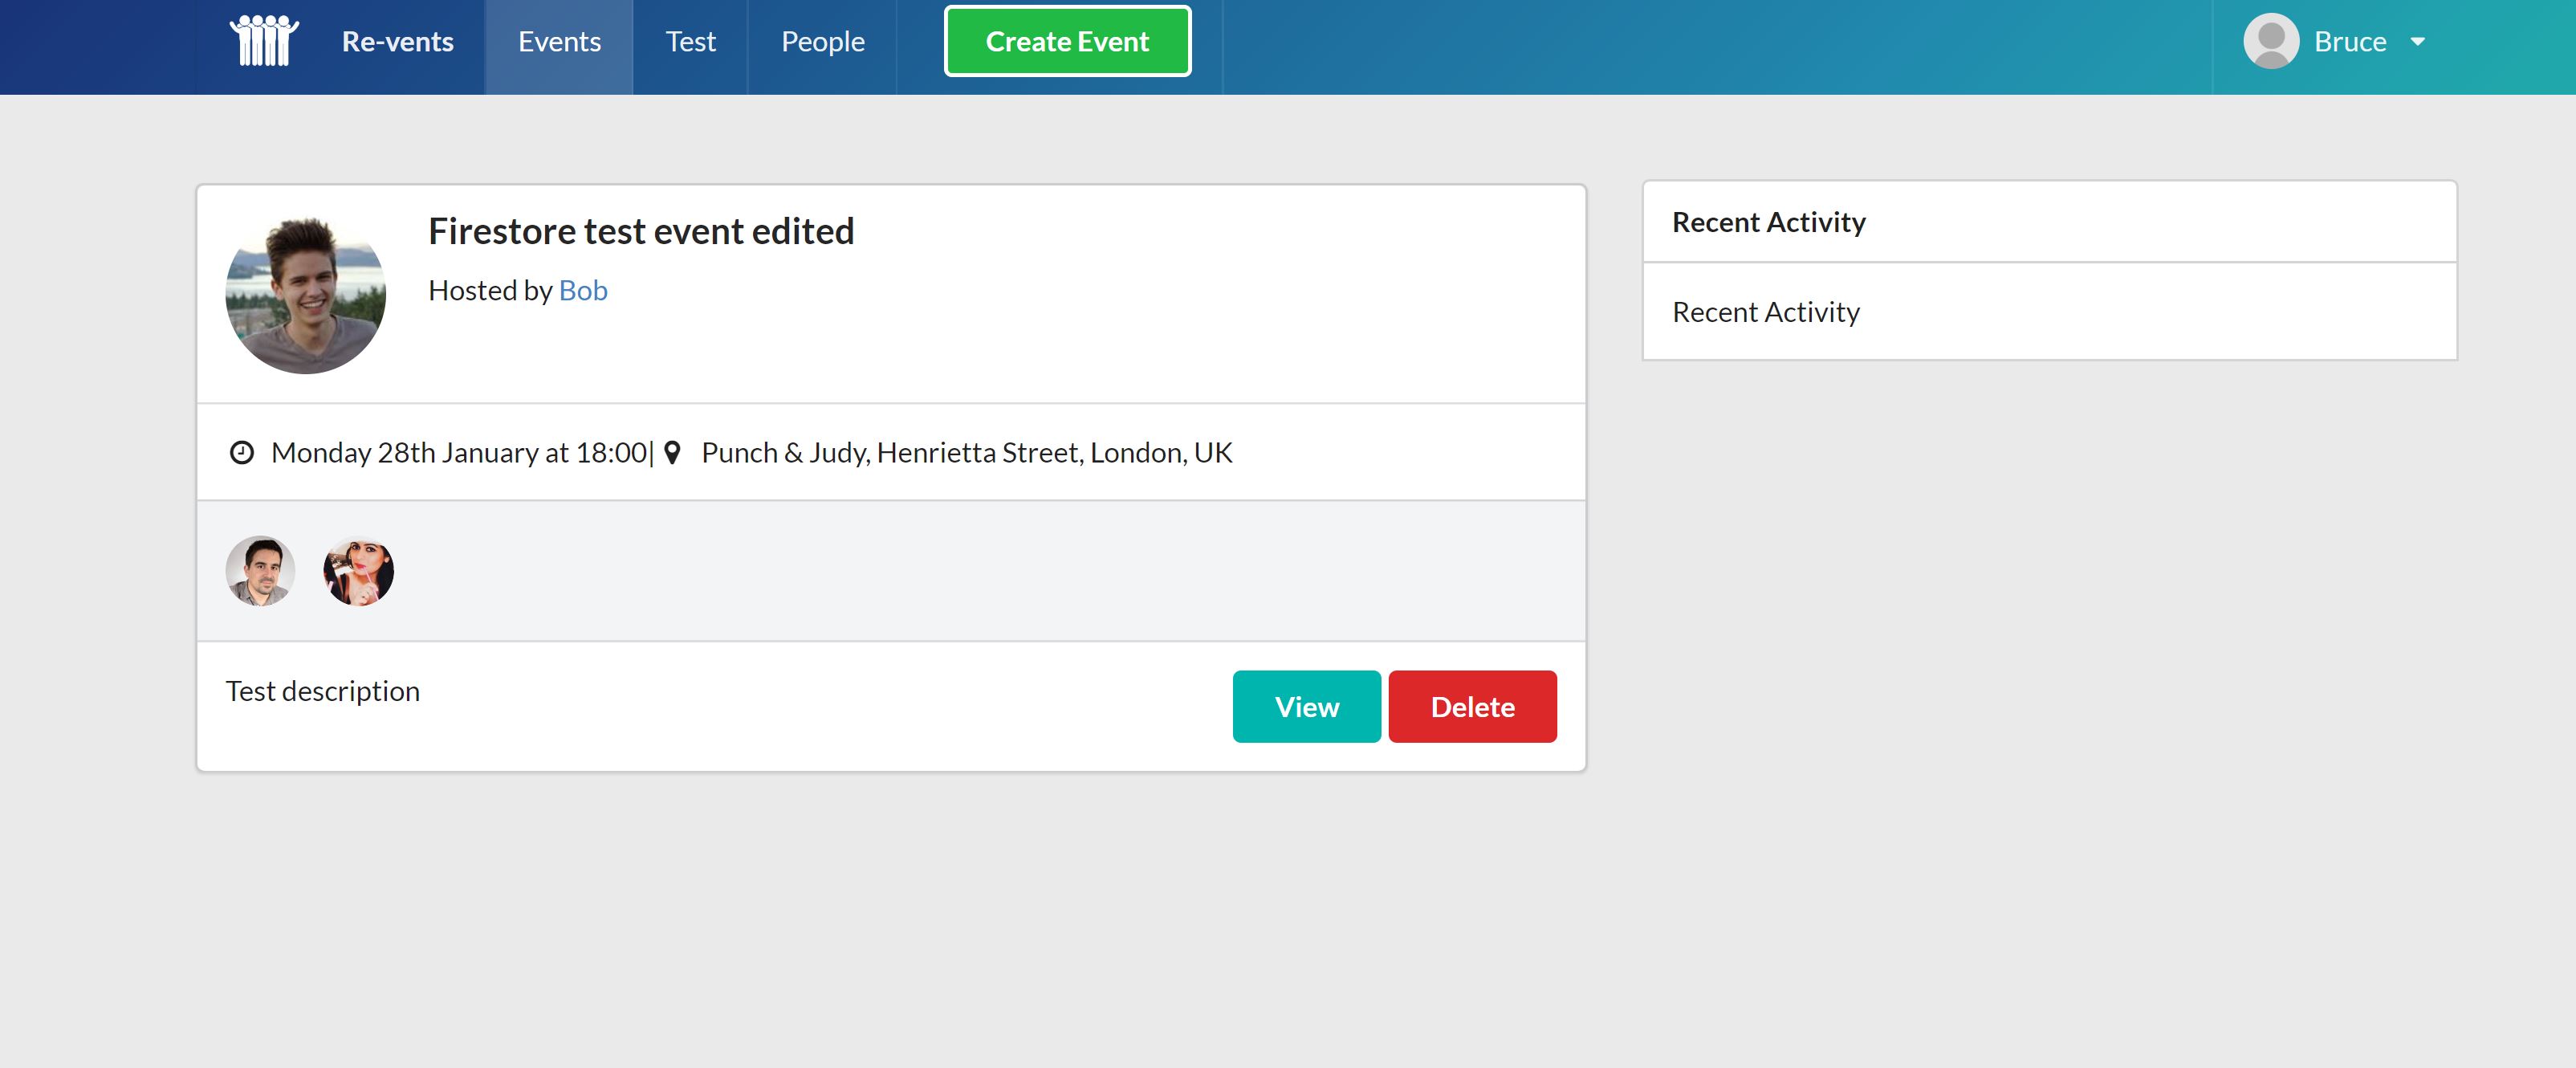 Re-vents Events Test People Create Event Bruce
Firestore test event edited
Hosted by Bob
Monday 28th January at 18:00| Punch & Judy, Henrietta Street, London, UK
Test description
View Delete
Recent Activity
Recent Activity